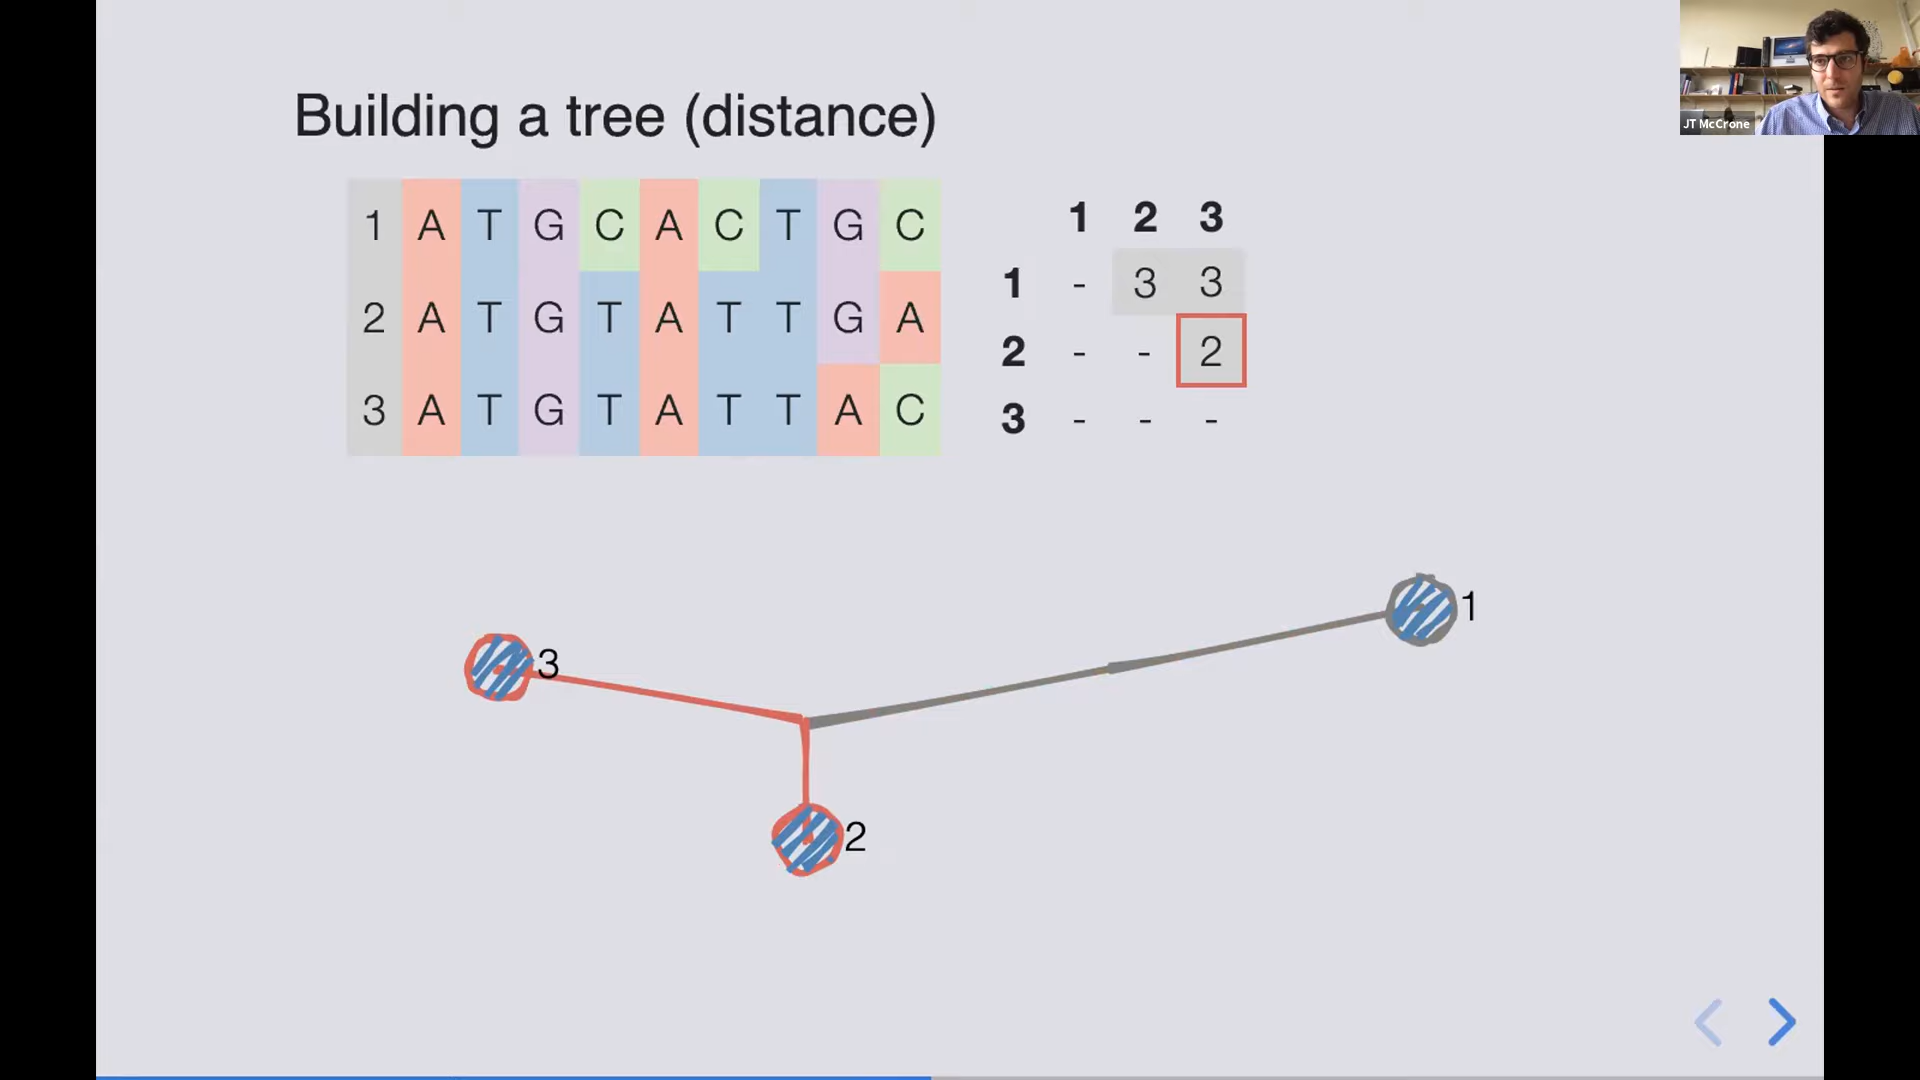 JT McCrone
Building a tree (distance)
1 A T G C A C T G C
2 A T G T A T T G A
3 A T G T A T T A C
1 2 3
1 - 3 3
2 - - 2
3 - - -
1
3
2